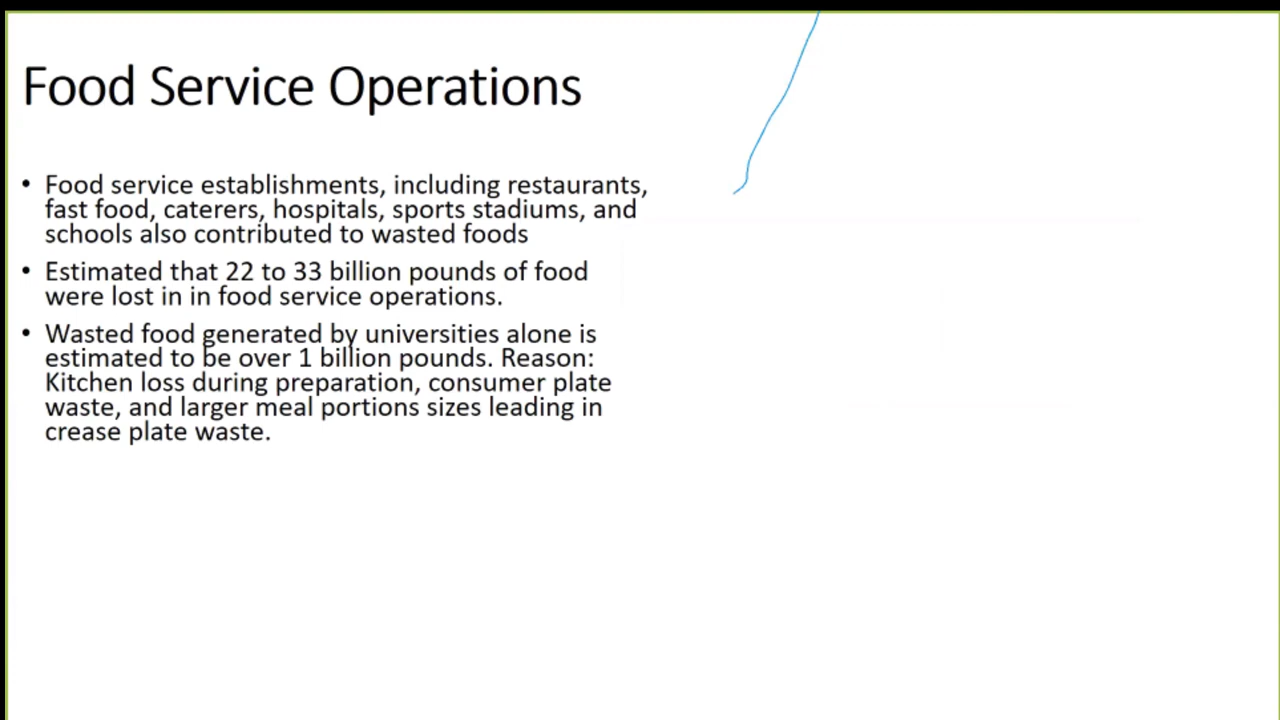 Food Service Operations
• Food service establishments, including restaurants,
fast food, caterers, hospitals, sports stadiums, and
schools also contributed to wasted foods
• Estimated that 22 to 33 billion pounds of food
were lost in in food service operations.
• Wasted food generated by universities alone is
estimated to be over 1 billion pounds. Reason:
Kitchen loss during preparation, consumer plate
waste, and larger meal portions sizes leading in
crease plate waste.